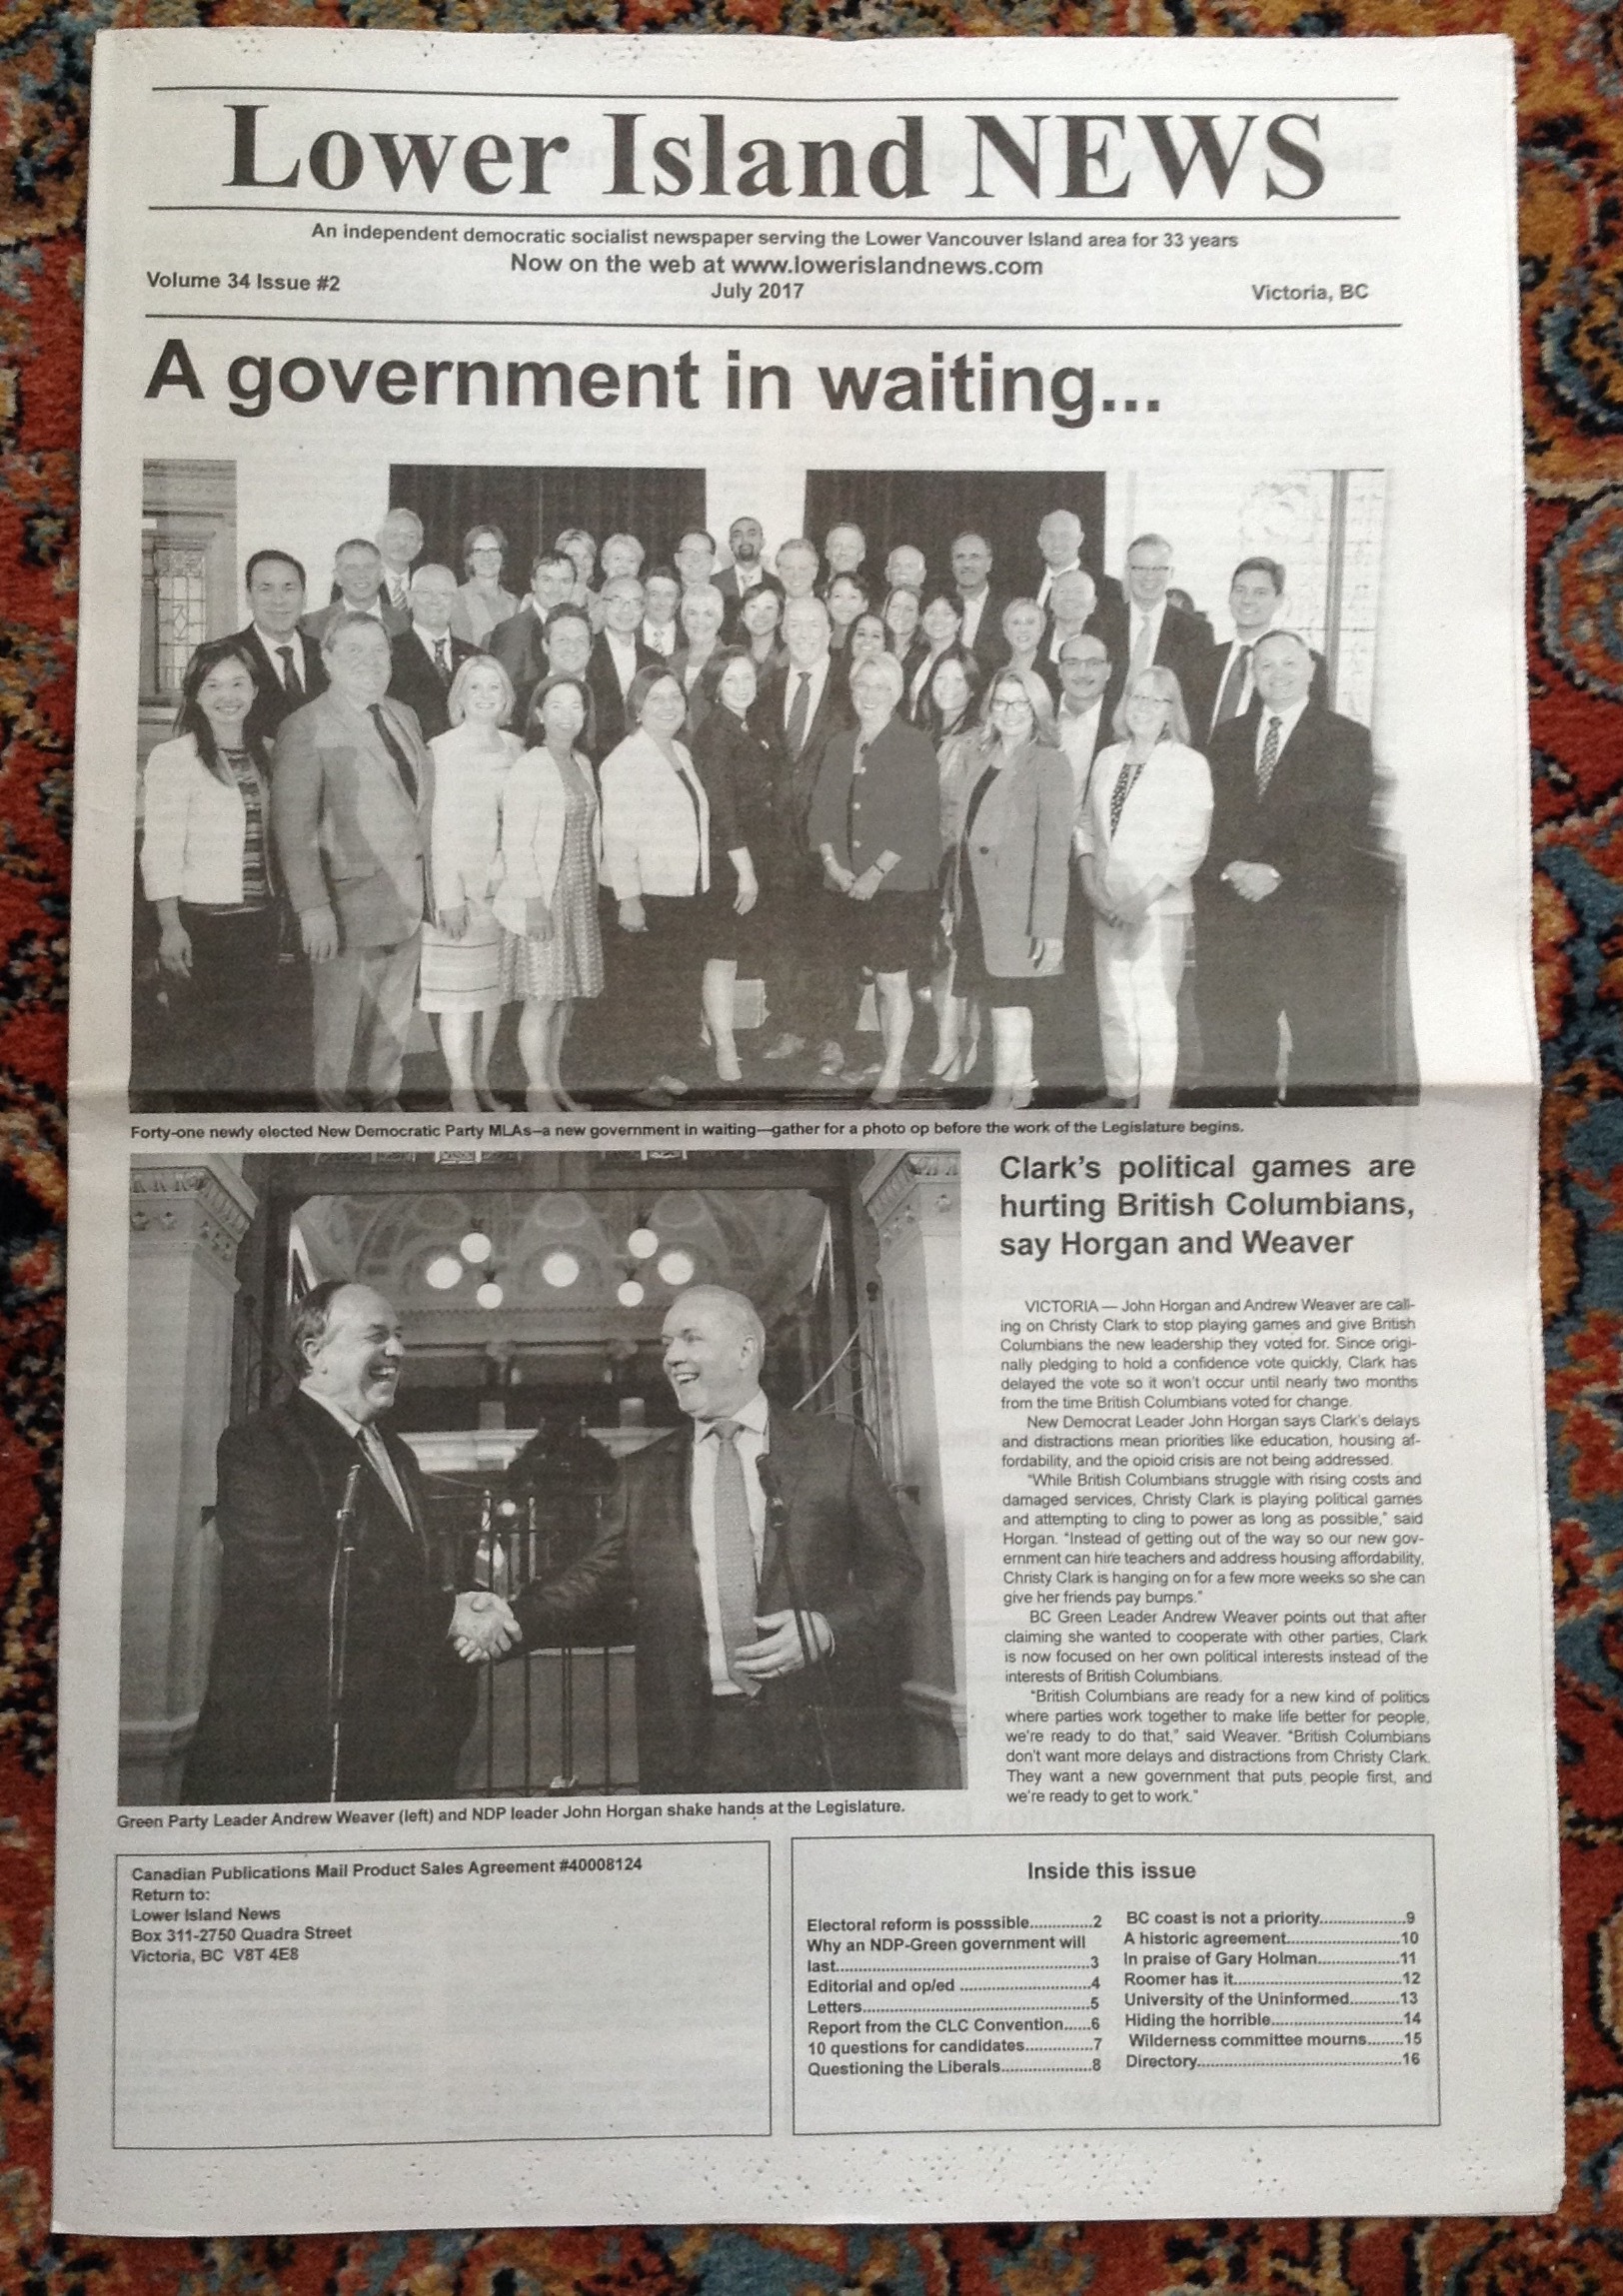 Lower Island NEWS
An independent democratic socialist newspaper serving the Lower Vancouver Island area for 33 years
Now on the web at www.lowerislandnews.com
Volume 34 Issue #2
July 2017
Victoria, BC
A government in waiting...
Forty-one newly elected New Democratic Party MLAs–a new government in waiting—gather for a photo op before the work of the Legislature begins.
Clark's political games are
hurting British Columbians,
say Horgan and Weaver
VICTORIA — John Horgan and Andrew Weaver are call-
ing on Christy Clark to stop playing games and give British
Columbians the new leadership they voted for. Since origi-
nally pledging to hold a confidence vote quickly, Clark has
delayed the vote so it won't occur until nearly two months
from the time British Columbians voted for change.
New Democrat Leader John Horgan says Clark's delays
and distractions mean priorities like education, housing af-
fordability, and the opioid crisis are not being addressed.
"While British Columbians struggle with rising costs and
damaged services, Christy Clark is playing political games
and attempting to cling to power as long as possible," said
Horgan. "Instead of getting out of the way so our new gov-
ernment can hire teachers and address housing affordability,
Christy Clark is hanging on for a few more weeks so she can
give her friends pay bumps."
BC Green Leader Andrew Weaver points out that after
claiming she wanted to cooperate with other parties, Clark
is now focused on her own political interests instead of the
interests of British Columbians.
"British Columbians are ready for a new kind of politics
where parties work together to make life better for people,
we're ready to do that," said Weaver. "British Columbians
don't want more delays and distractions from Christy Clark.
They want a new government that puts people first, and
we're ready to get to work."
Green Party Leader Andrew Weaver (left) and NDP leader John Horgan shake hands at the Legislature.
Canadian Publications Mail Product Sales Agreement #40008124
Return to:
Lower Island News
Box 311-2750 Quadra Street
Victoria, BC V8T 4E8
Inside this issue
Electoral reform is posssible.............2
Why an NDP-Green government will
last.....................................................3
Editorial and op/ed ...........................4
Letters...............................................5
Report from the CLC Convention......6
10 questions for candidates..............7
Questioning the Liberals...................8
BC coast is not a priority..................9
A historic agreement.......................10
In praise of Gary Holman.................11
Roomer has it..................................12
University of the Uninformed...........13
Hiding the horrible...........................14
Wilderness committee mourns........15
Directory..........................................16